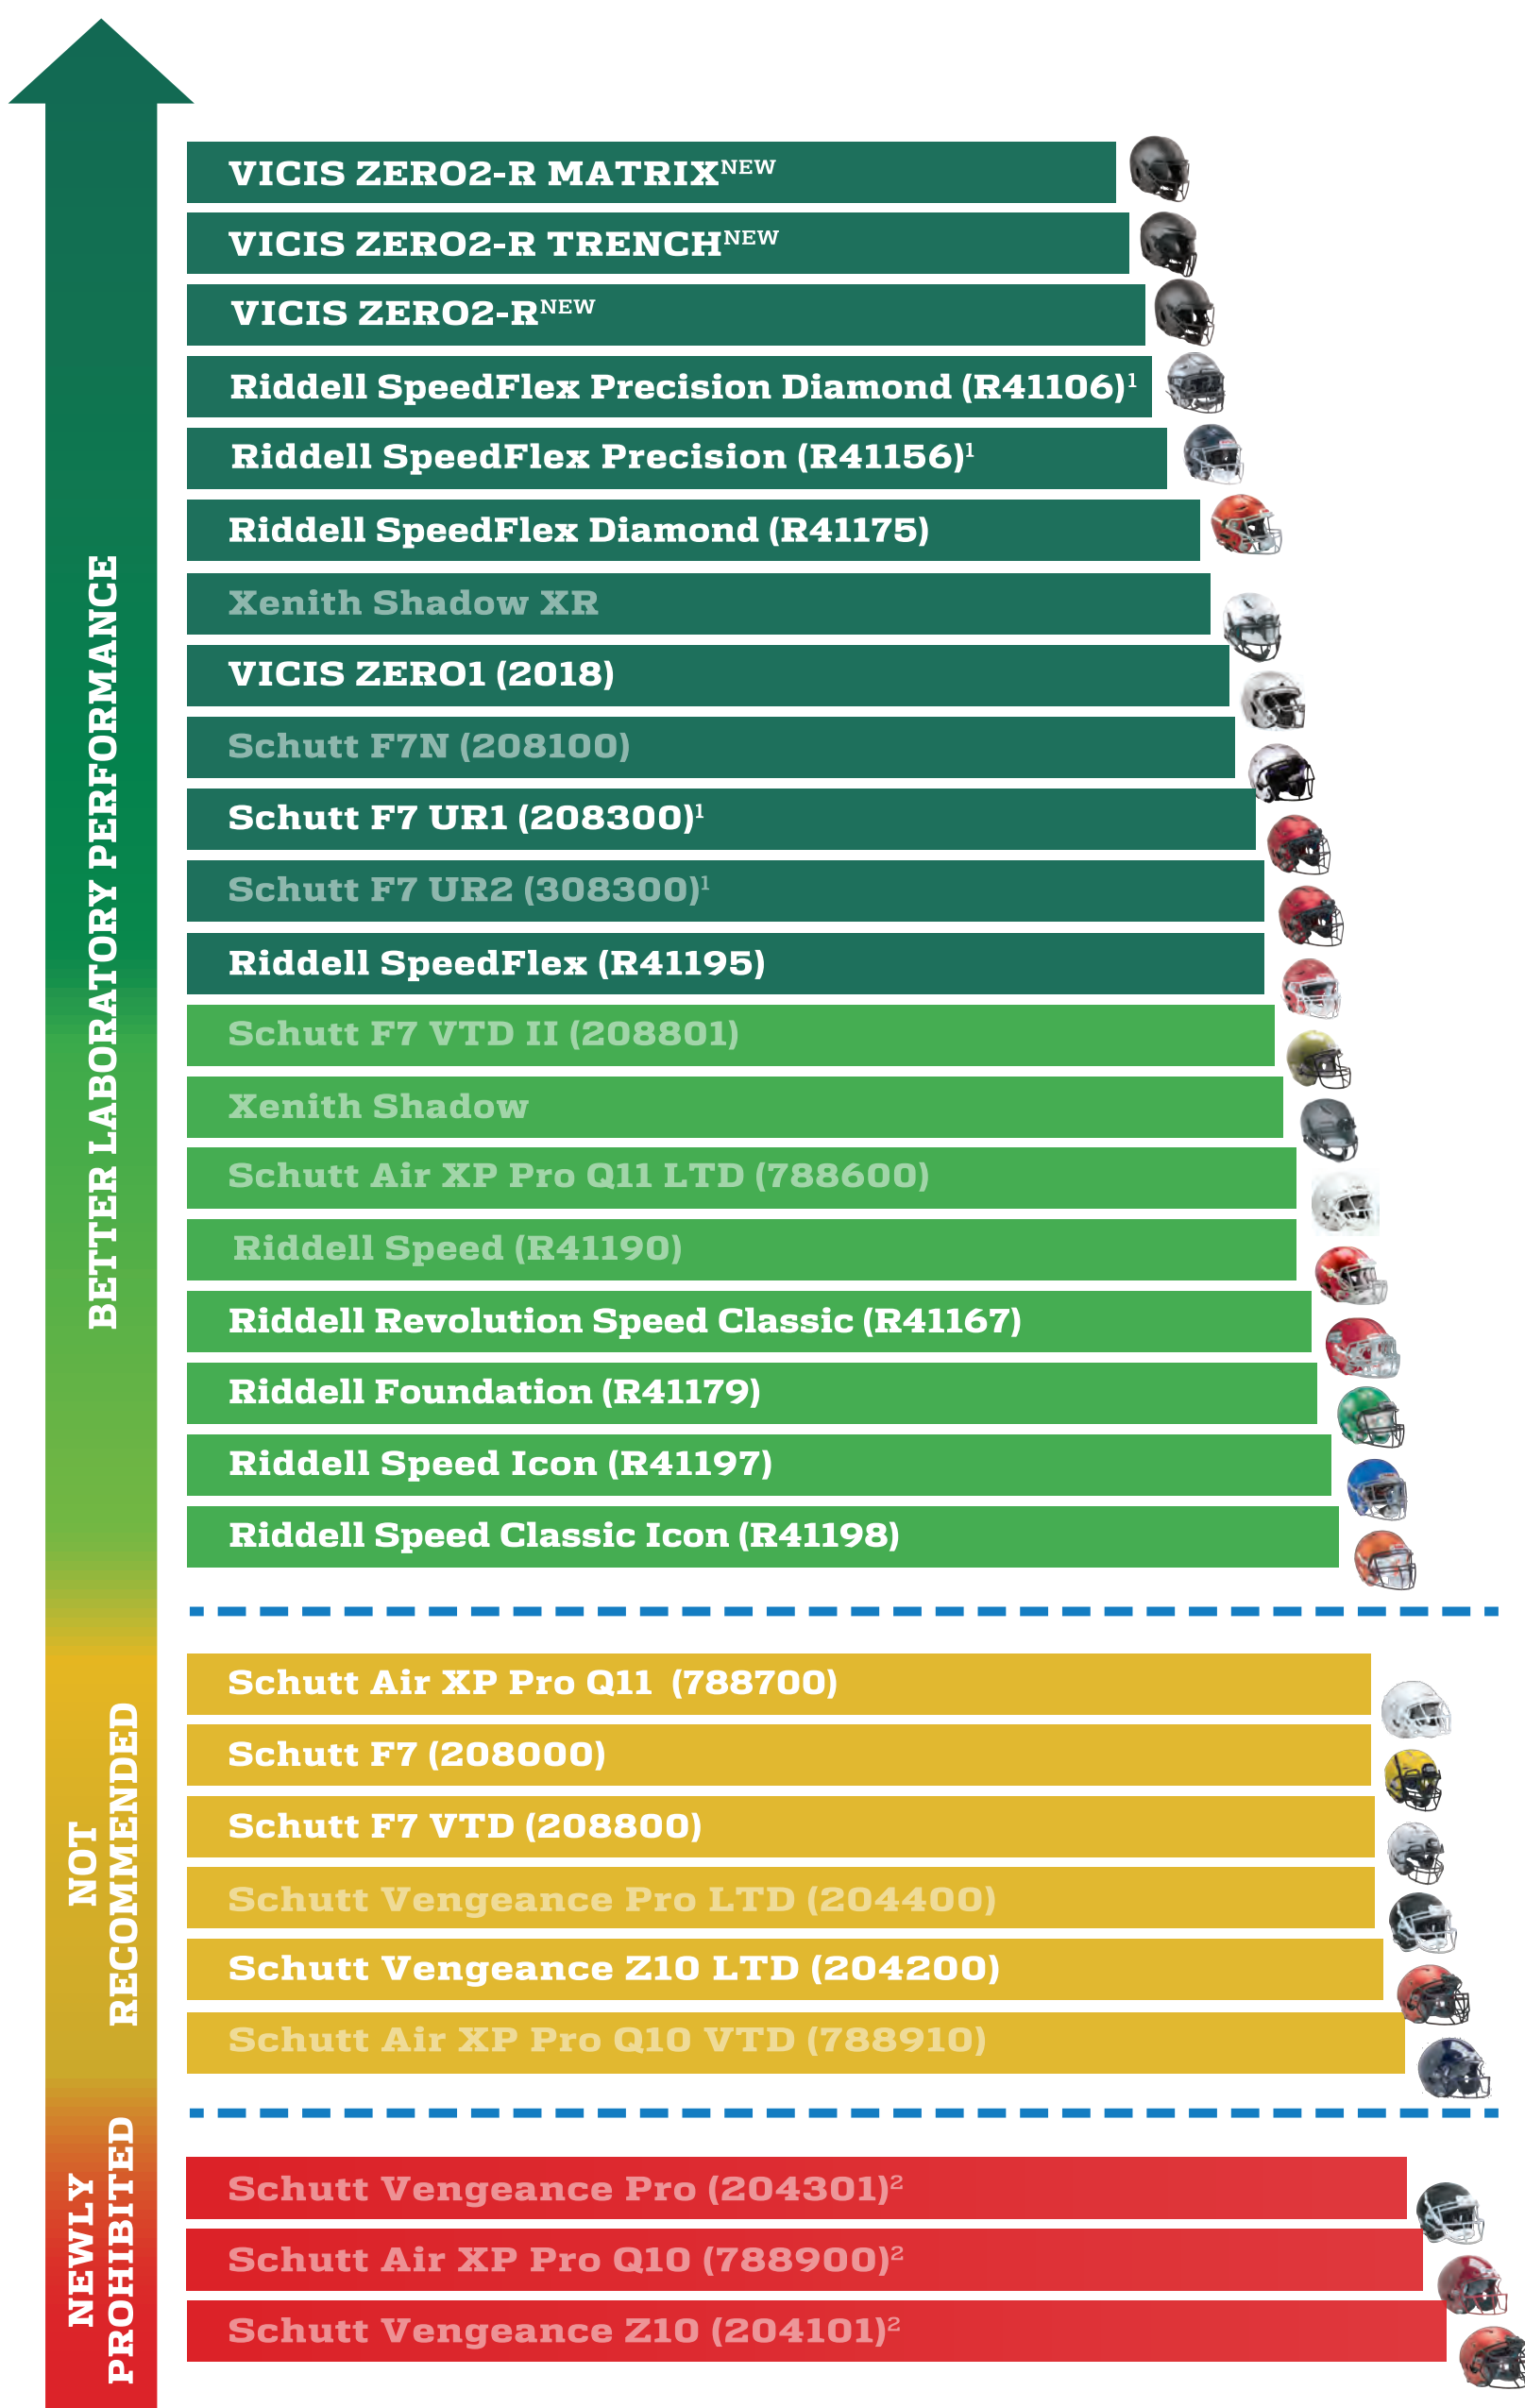 VICIS ZERO2-R MATRIXNEW
VICIS ZERO2-R TRENCHNEW
VICIS ZERO2-RNEW
Riddell SpeedFlex Precision Diamond (R41106)1
Riddell SpeedFlex Precision (R41156)1
Riddell SpeedFlex Diamond (R41175)
Xenith Shadow XR
VICIS ZERO1 (2018)
Schutt F7N (208100)
Schutt F7 UR1 (208300)1
Schutt F7 UR2 (308300)1
Riddell SpeedFlex (R41195)
Schutt F7 VTD II (208801)
Xenith Shadow
Schutt Air XP Pro Q11 LTD (788600)
Riddell Speed (R41190)
Riddell Revolution Speed Classic (R41167)
Riddell Foundation (R41179)
Riddell Speed Icon (R41197)
Riddell Speed Classic Icon (R41198)
BETTER LABORATORY PERFORMANCE
Schutt Air XP Pro Q11 (788700)
Schutt F7 (208000)
Schutt F7 VTD (208800)
Schutt Vengeance Pro LTD (204400)
Schutt Vengeance Z10 LTD (204200)
Schutt Air XP Pro Q10 VTD (788910)
NOT
RECOMMENDED
Schutt Vengeance Pro (204301)2
Schutt Air XP Pro Q10 (788900)2
Schutt Vengeance Z10 (204101)2
NEWLY
PROHIBITED